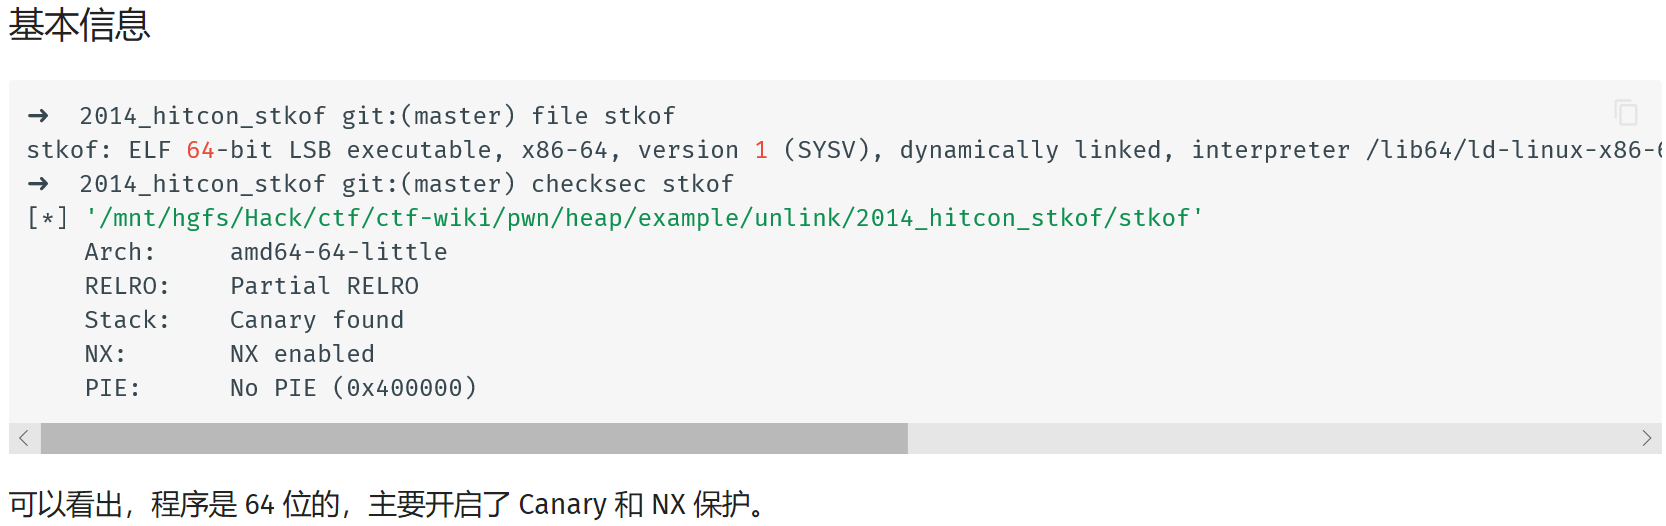 基本信息
➜  2014_hitcon_stkof git:(master) file stkof
stkof: ELF 64-bit LSB executable, x86-64, version 1 (SYSV), dynamically linked, interpreter /lib64/ld-linux-x86-6
➜  2014_hitcon_stkof git:(master) checksec stkof
[*] '/mnt/hgfs/Hack/ctf/ctf-wiki/pwn/heap/example/unlink/2014_hitcon_stkof/stkof'
    Arch:     amd64-64-little
    RELRO:    Partial RELRO
    Stack:    Canary found
    NX:       NX enabled
    PIE:      No PIE (0x400000)
可以看出，程序是 64 位的，主要开启了 Canary 和 NX 保护。